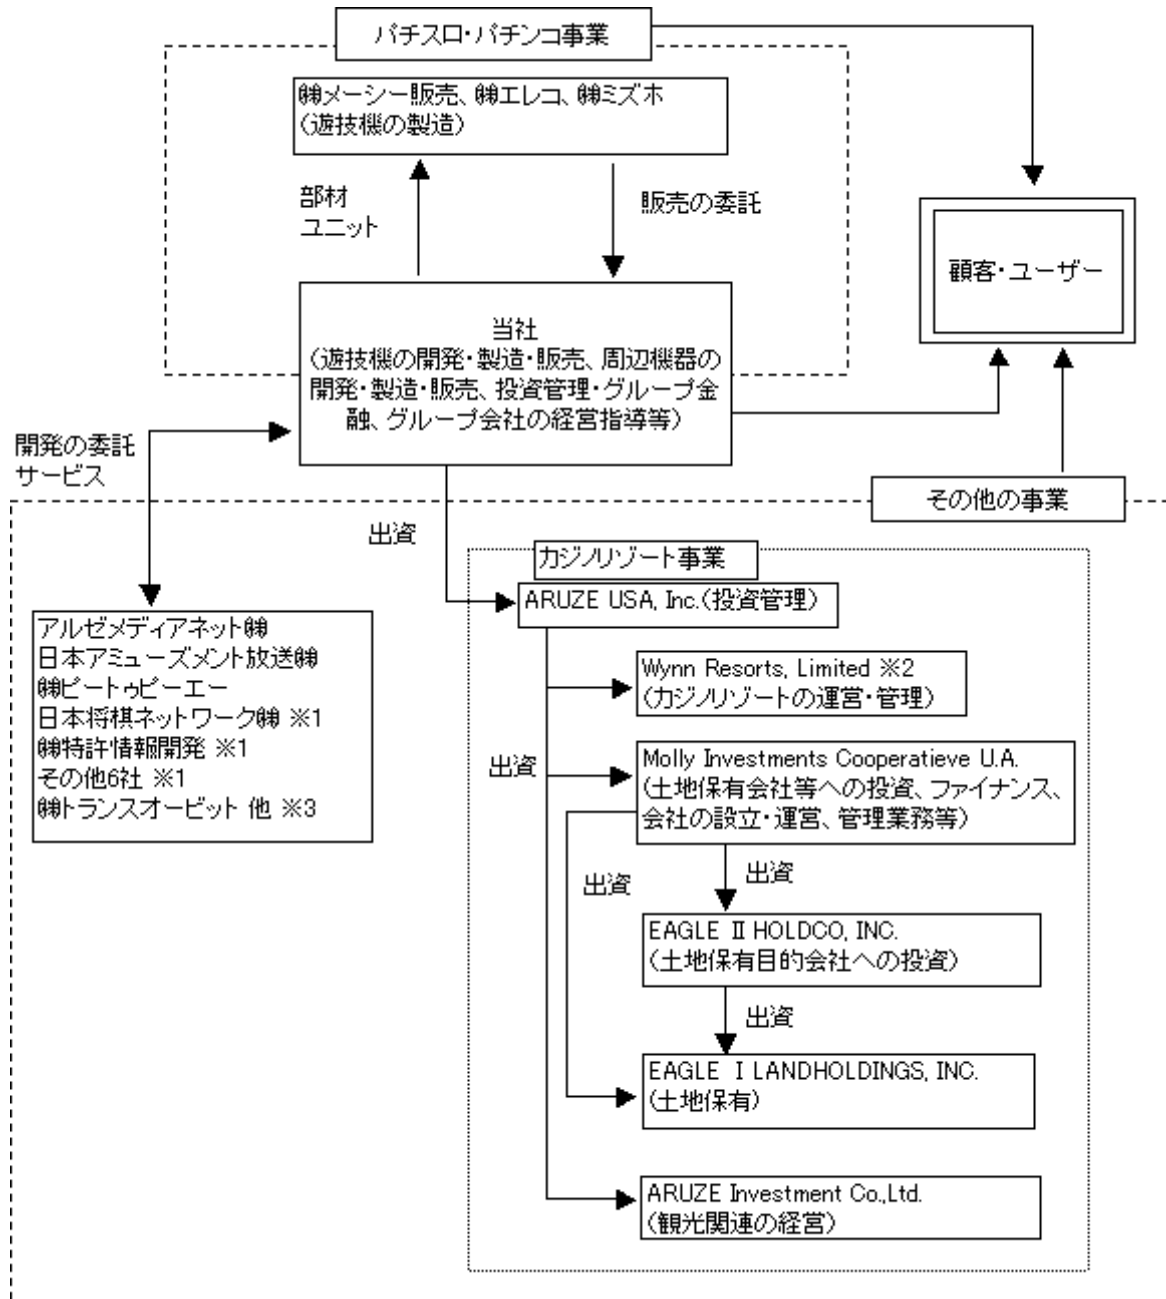 パチスロ・パチンコ事業
㈱メーシー販売、㈱エレコ、㈱ミズホ
(遊技機の製造)
部材
ユニット
販売の委託
顧客・ユーザー
当社
(遊技機の開発・製造・販売、周辺機器の
開発・製造・販売、投資管理・グループ金
融、グループ会社の経営指導等)
開発の委託
サービス
その他の事業
出資
カジノリゾート事業
ARUZE USA, Inc.(投資管理)
アルゼメディアネット㈱
日本アミューズメント放送㈱
㈱ピートゥピーエー
日本将棋ネットワーク㈱ ※1
㈱特許情報開発 ※1
その他6社 ※1
㈱トランスオービット 他 ※3
Wynn Resorts, Limited ※2
(カジノリゾートの運営・管理)
出資
Molly Investments Cooperatieve U.A.
(土地保有会社等への投資、ファイナンス、
会社の設立・運営、管理業務等)
出資
出資
EAGLE Ⅱ HOLDCO, INC.
(土地保有目的会社への投資)
出資
EAGLE Ⅰ LANDHOLDINGS, INC.
(土地保有)
ARUZE Investment Co.,Ltd.
(観光関連の経営)